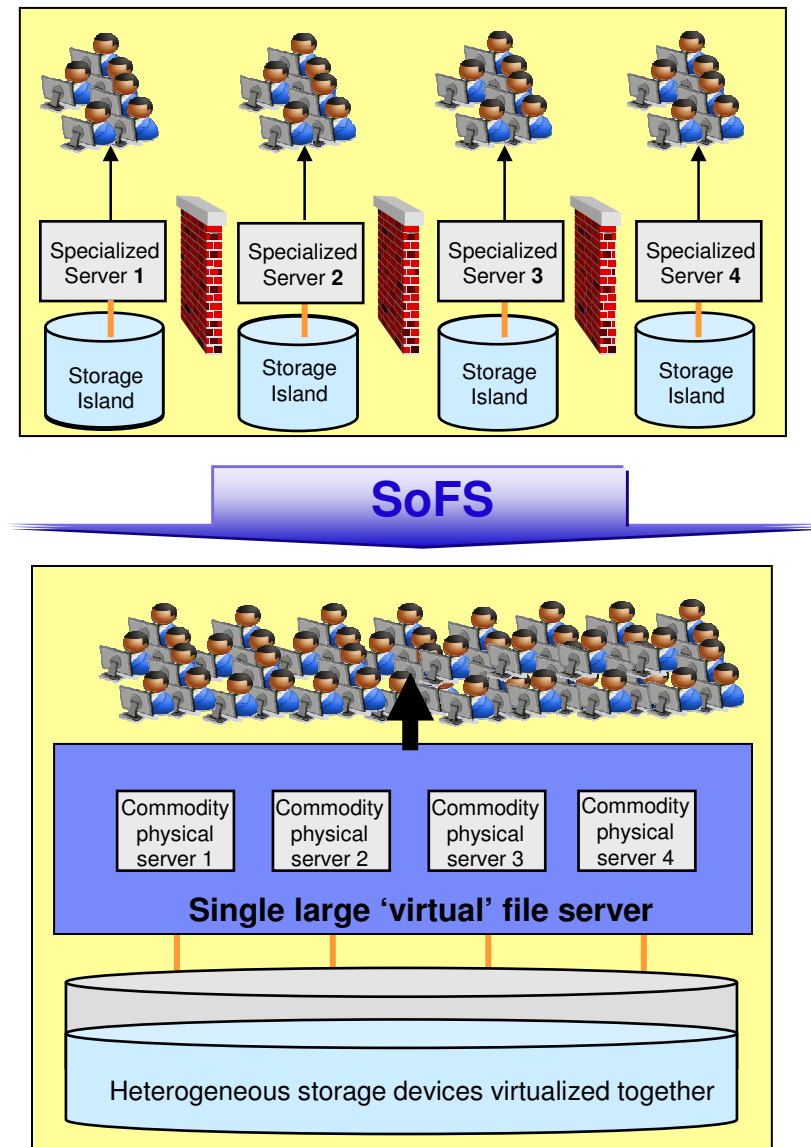 Specialized
Server 1
Specialized
Server 2
Specialized
Server 3
Specialized
Server 4
Storage
Island
Storage
Island
Storage
Island
Storage
Island
SoFS
Commodity
physical
server 1
Commodity
physical
server 2
Commodity
physical
server 3
Commodity
physical
server 4
Single large ‘virtual’ file server
Heterogeneous storage devices virtualized together